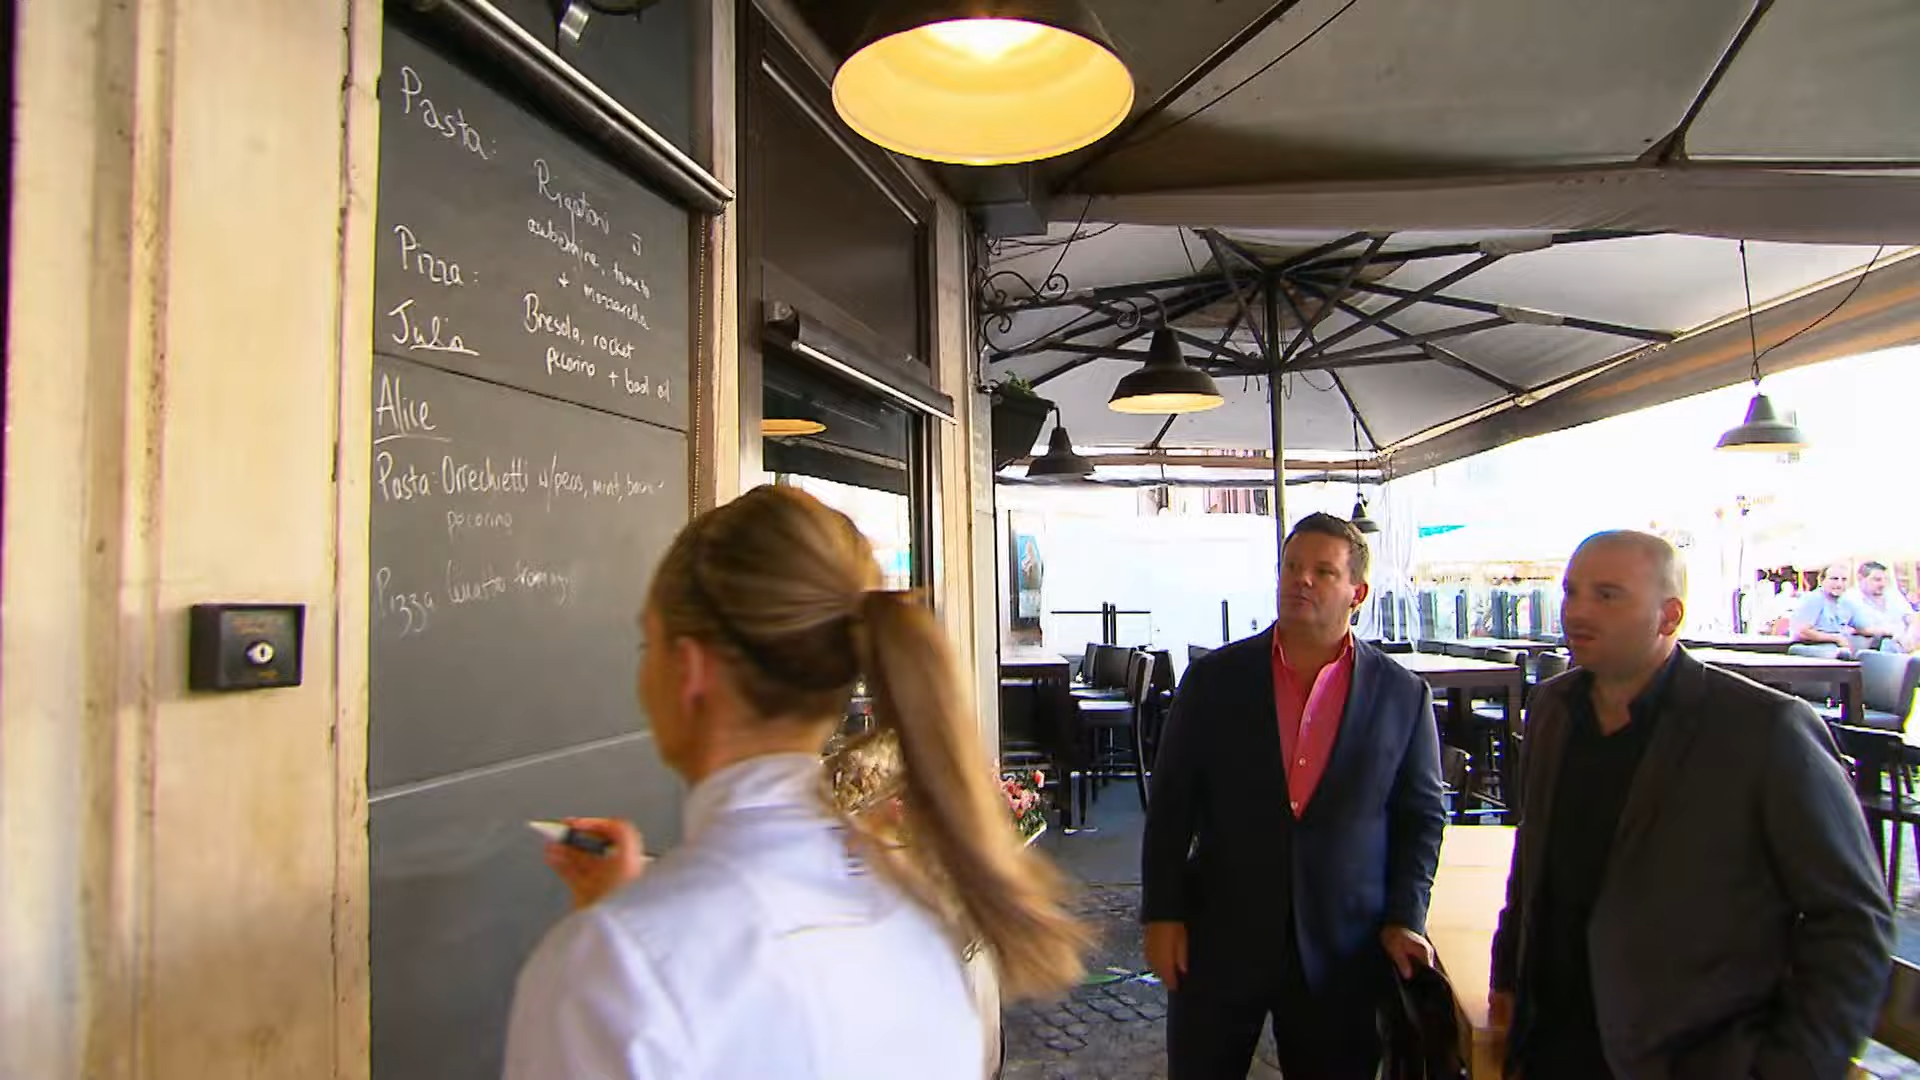 Pasta:
Rigatoni
aubergine, tomato
+ mozzarella
Pizza:
Bresola, rocket
pecorino + basil oil
Julia
Alice
Pasta: Orrechietti w/peas, mint,
pecorino
Pizza Quattro